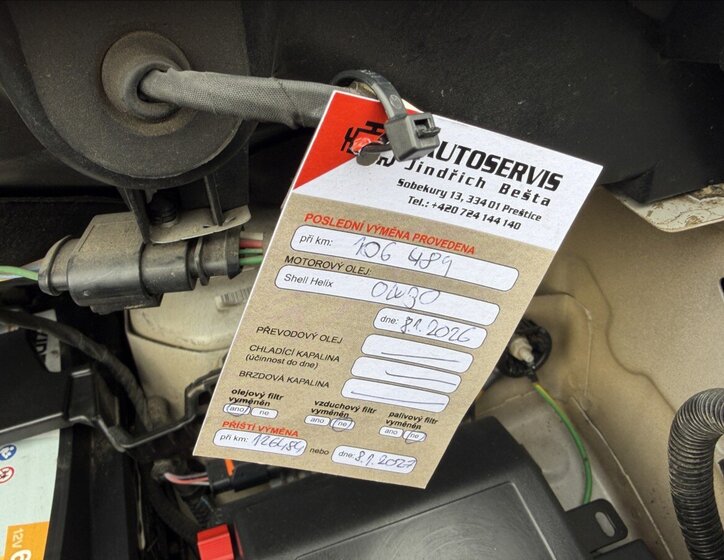 AUTOSERVIS
Jindřich Bešta
Sobekury 13, 334 01 Přeštice
Tel.: +420 724 144 140
POSLEDNÍ VÝMĚNA PROVEDENA
při km: 106 489
MOTOROVÝ OLEJ:
Shell Helix 0W30
dne: 8.1.2026
PŘEVODOVÝ OLEJ
CHLADÍCÍ KAPALINA
(účinnost do dne)
BRZDOVÁ KAPALINA
olejový filtr vyměněn
ano ne
vzduchový filtr vyměněn
ano ne
palivový filtr vyměněn
ano ne
PŘÍŠTÍ VÝMĚNA
při km: 126489 nebo dne: 8.1.2027
12V